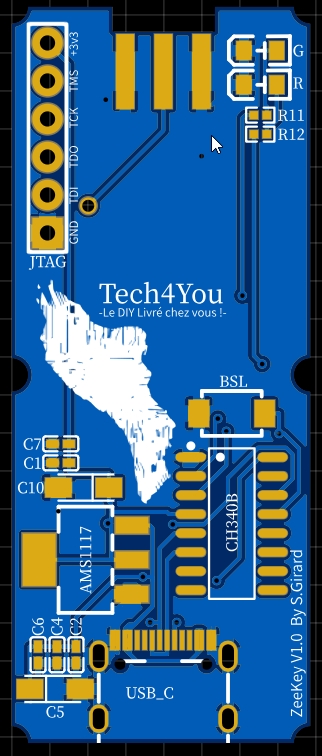 +3v3
TMS
TCK
TDO
TDI
GND
JTAG
G
R
R11
R12
Tech4You
-Le DIY Livré chez vous !-
BSL
C7
C1
C10
AMS1117
CH340B
C6
C4
C2
C5
USB_C
ZeeKey V1.0 By S.Girard